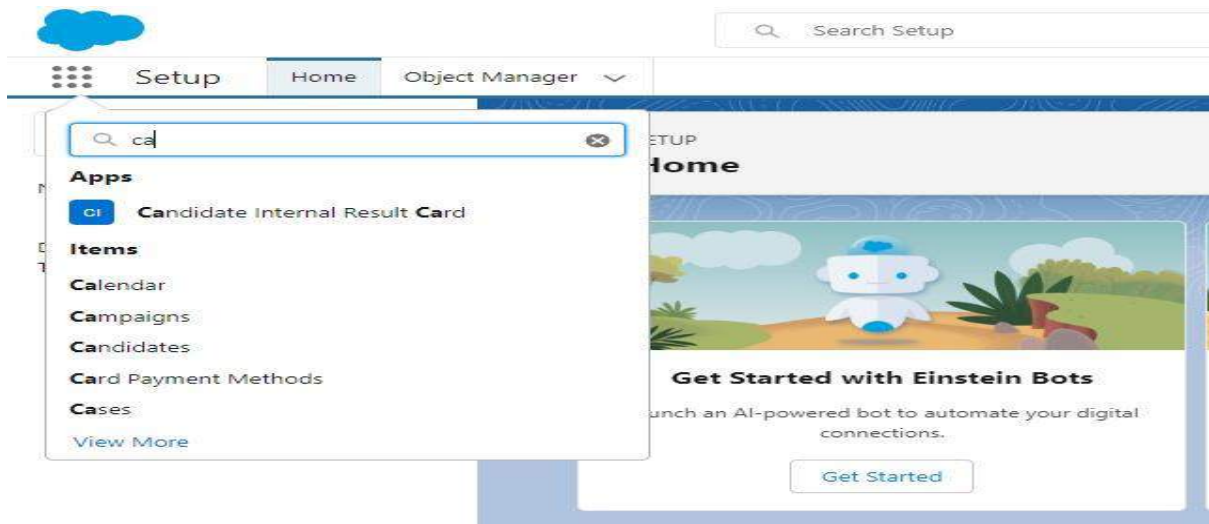 Search Setup
Setup Home Object Manager
ca
Apps
CI Candidate Internal Result Card
Items
Calendar
Campaigns
Candidates
Card Payment Methods
Cases
View More
ETUP
Home
Get Started with Einstein Bots
unch an AI-powered bot to automate your digital
connections.
Get Started